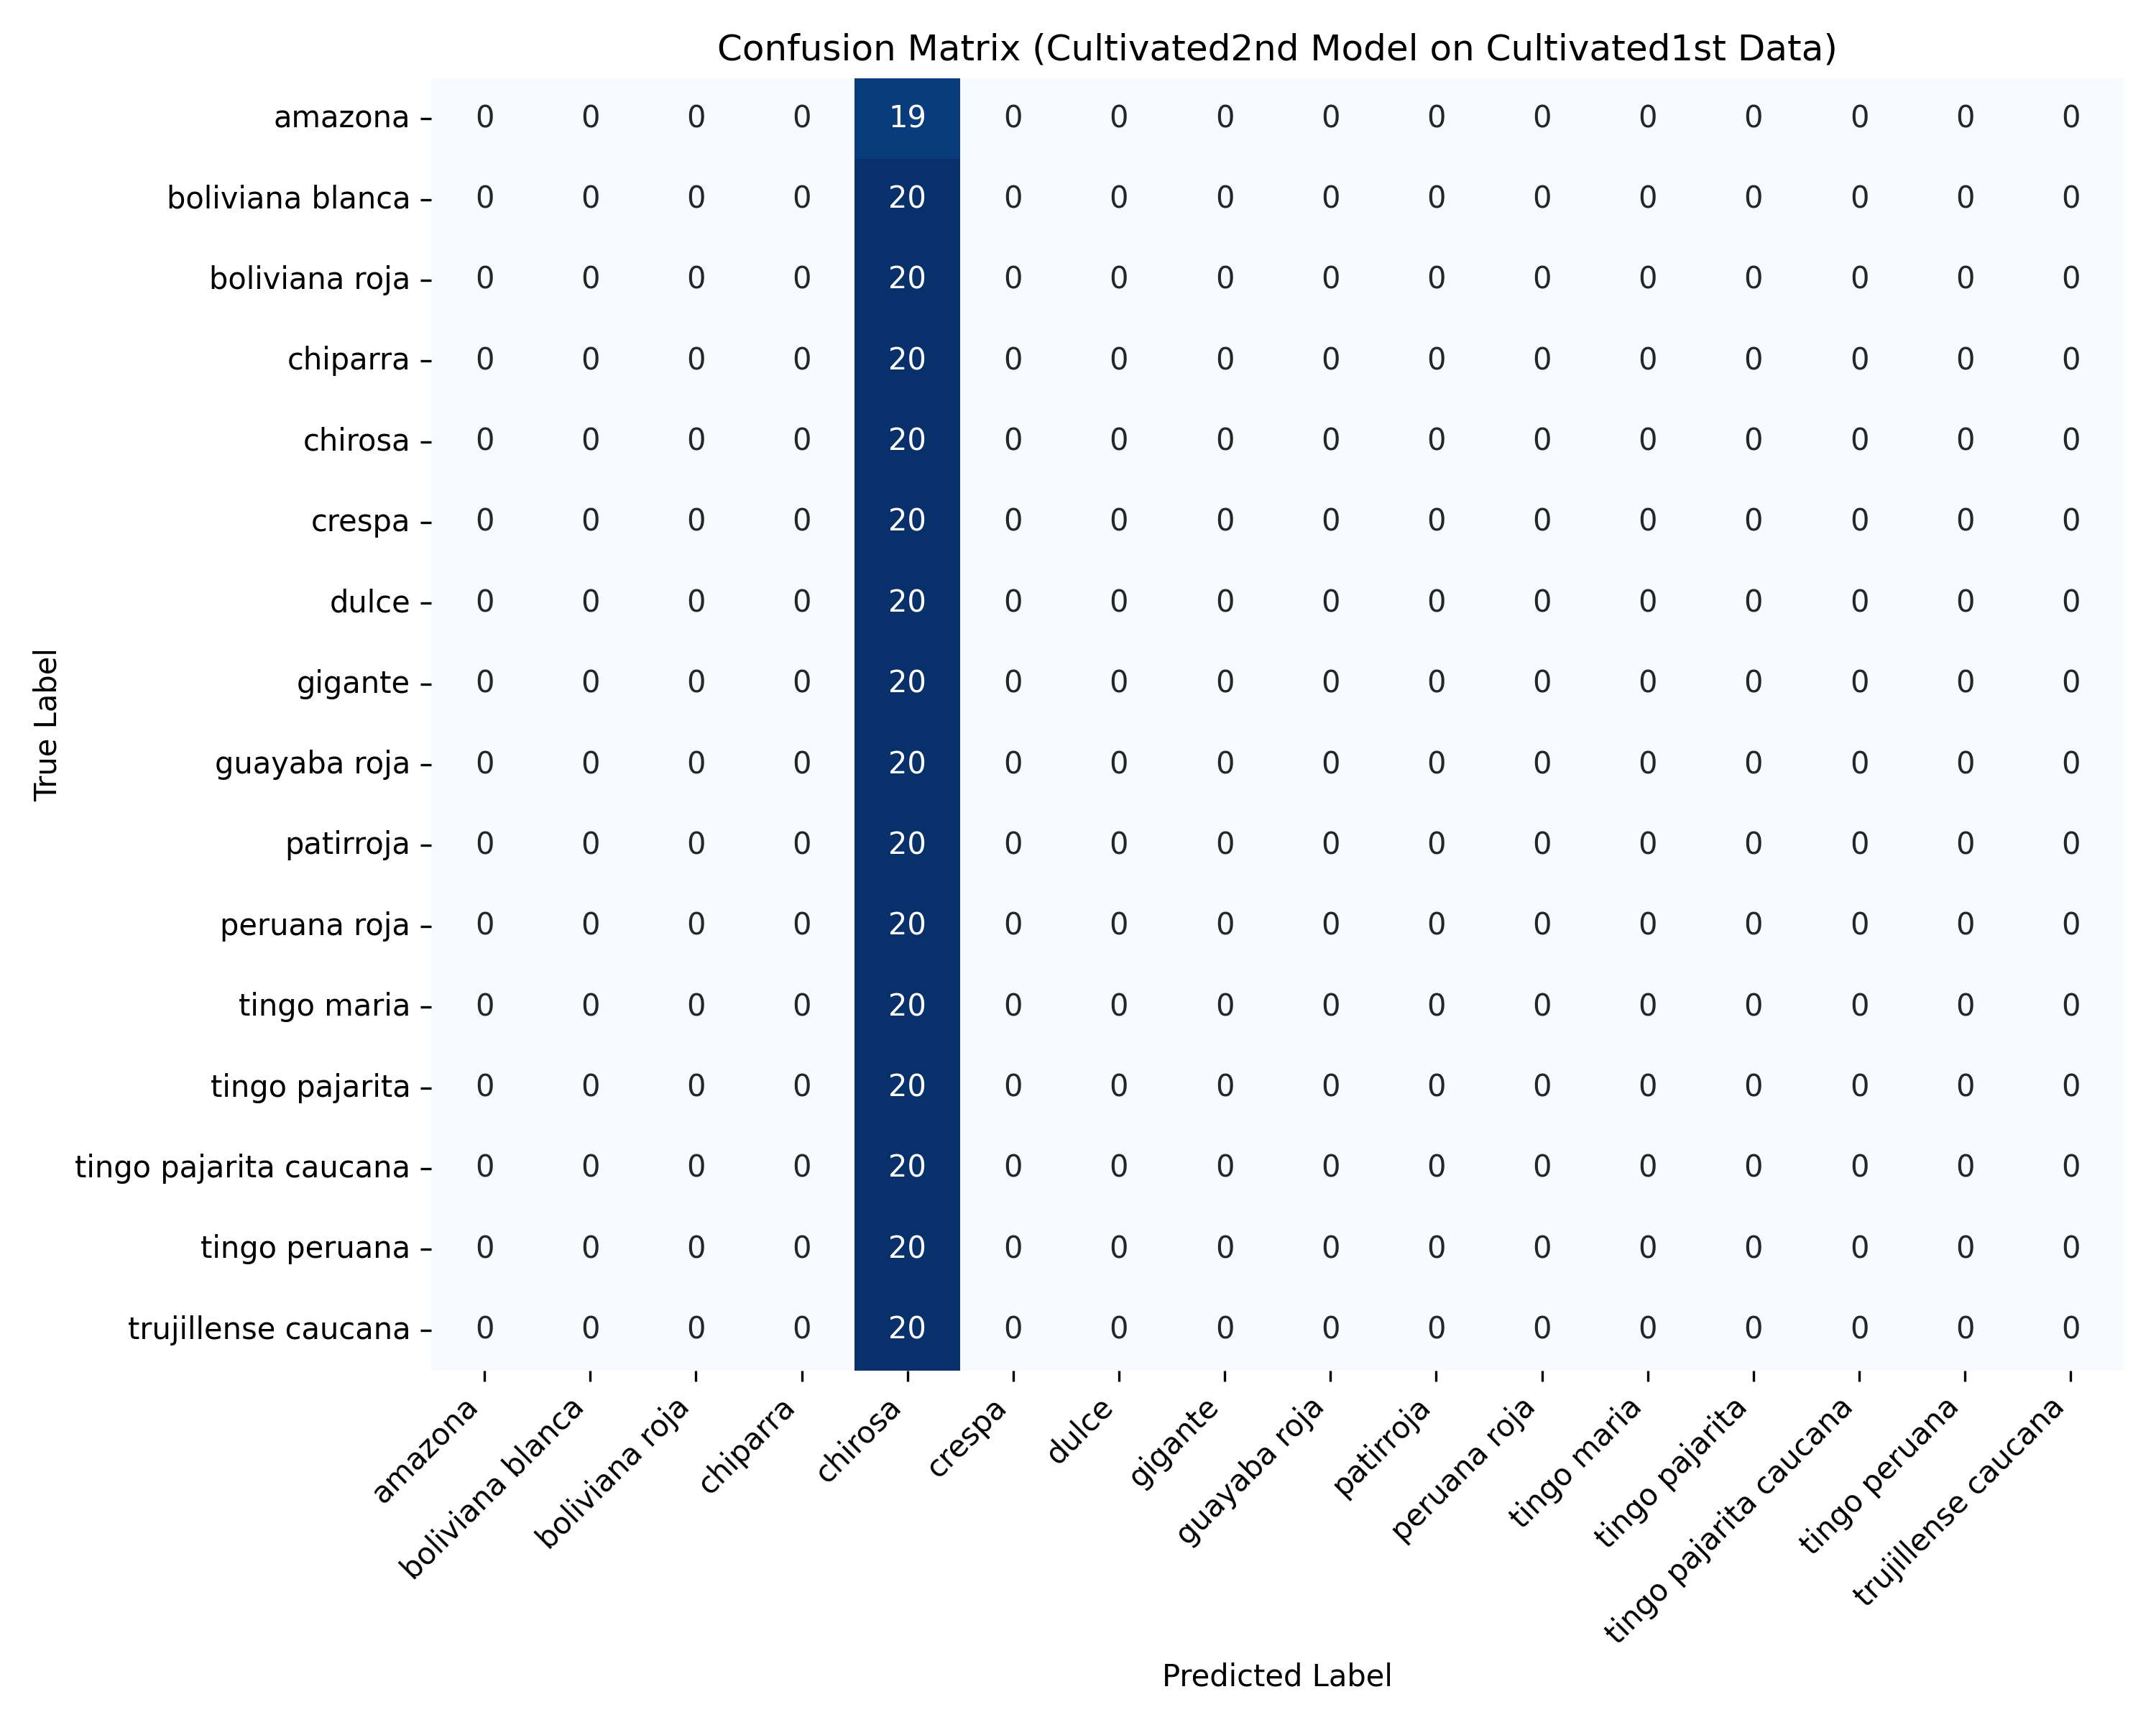 Confusion Matrix (Cultivated2nd Model on Cultivated1st Data)
True Label
amazona 0 0 0 0 19 0 0 0 0 0 0 0 0 0 0 0
boliviana blanca 0 0 0 0 20 0 0 0 0 0 0 0 0 0 0 0
boliviana roja 0 0 0 0 20 0 0 0 0 0 0 0 0 0 0 0
chiparra 0 0 0 0 20 0 0 0 0 0 0 0 0 0 0 0
chirosa 0 0 0 0 20 0 0 0 0 0 0 0 0 0 0 0
crespa 0 0 0 0 20 0 0 0 0 0 0 0 0 0 0 0
dulce 0 0 0 0 20 0 0 0 0 0 0 0 0 0 0 0
gigante 0 0 0 0 20 0 0 0 0 0 0 0 0 0 0 0
guayaba roja 0 0 0 0 20 0 0 0 0 0 0 0 0 0 0 0
patirroja 0 0 0 0 20 0 0 0 0 0 0 0 0 0 0 0
peruana roja 0 0 0 0 20 0 0 0 0 0 0 0 0 0 0 0
tingo maria 0 0 0 0 20 0 0 0 0 0 0 0 0 0 0 0
tingo pajarita 0 0 0 0 20 0 0 0 0 0 0 0 0 0 0 0
tingo pajarita caucana 0 0 0 0 20 0 0 0 0 0 0 0 0 0 0 0
tingo peruana 0 0 0 0 20 0 0 0 0 0 0 0 0 0 0 0
trujillense caucana 0 0 0 0 20 0 0 0 0 0 0 0 0 0 0 0
amazona
boliviana blanca
boliviana roja
chiparra
chirosa
crespa
dulce
gigante
guayaba roja
patirroja
peruana roja
tingo maria
tingo pajarita
tingo pajarita caucana
tingo peruana
trujillense caucana
Predicted Label